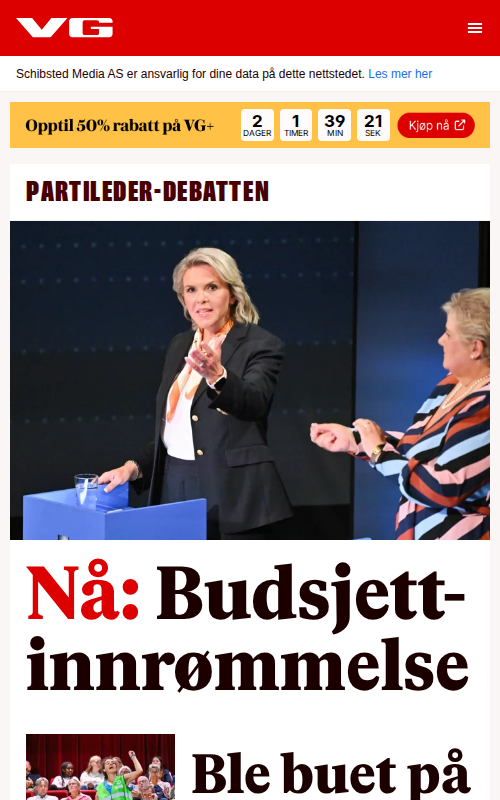 VG
Schibsted Media AS er ansvarlig for dine data på dette nettstedet. Les mer her
Opptil 50% rabatt på VG+
2 1 39 21
DAGER TIMER MIN SEK
Kjøp nå
PARTILEDER-DEBATTEN
Nå: Budsjett-
innrømmelse
Ble buet på